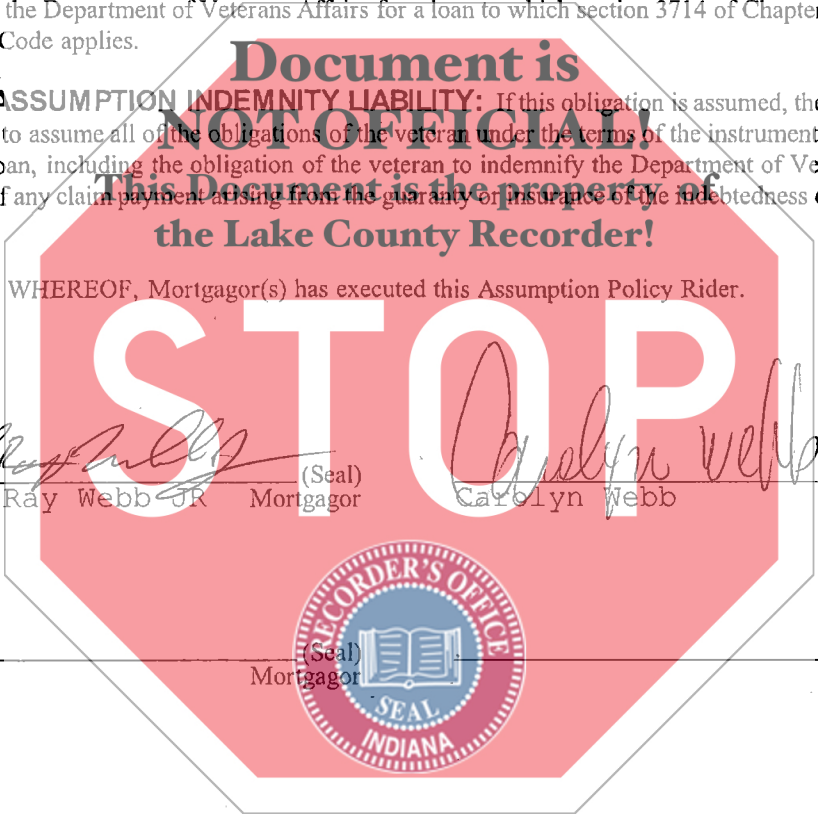 the Department of Veterans Affairs for a loan to which section 3714 of Chapter
Code applies.
Document is
ASSUMPTION INDEMNITY LIABILITY: If this obligation is assumed, the
NOT OFFICIAL!
to assume all of the obligations of the veteran under the terms of the instrument
oan, including the obligation of the veteran to indemnify the Department of Ve
This Document is the property of
f any claim payment arising from the guaranty or insurance of the indebtedness
the Lake County Recorder!
WHEREOF, Mortgagor(s) has executed this Assumption Policy Rider.
STOP
Carolyn Webb
(Seal)
Ray Webb JR Mortgagor Carolyn Webb
RECORDER'S OFFICE
(Seal)
Mortgagor
SEAL
INDIANA